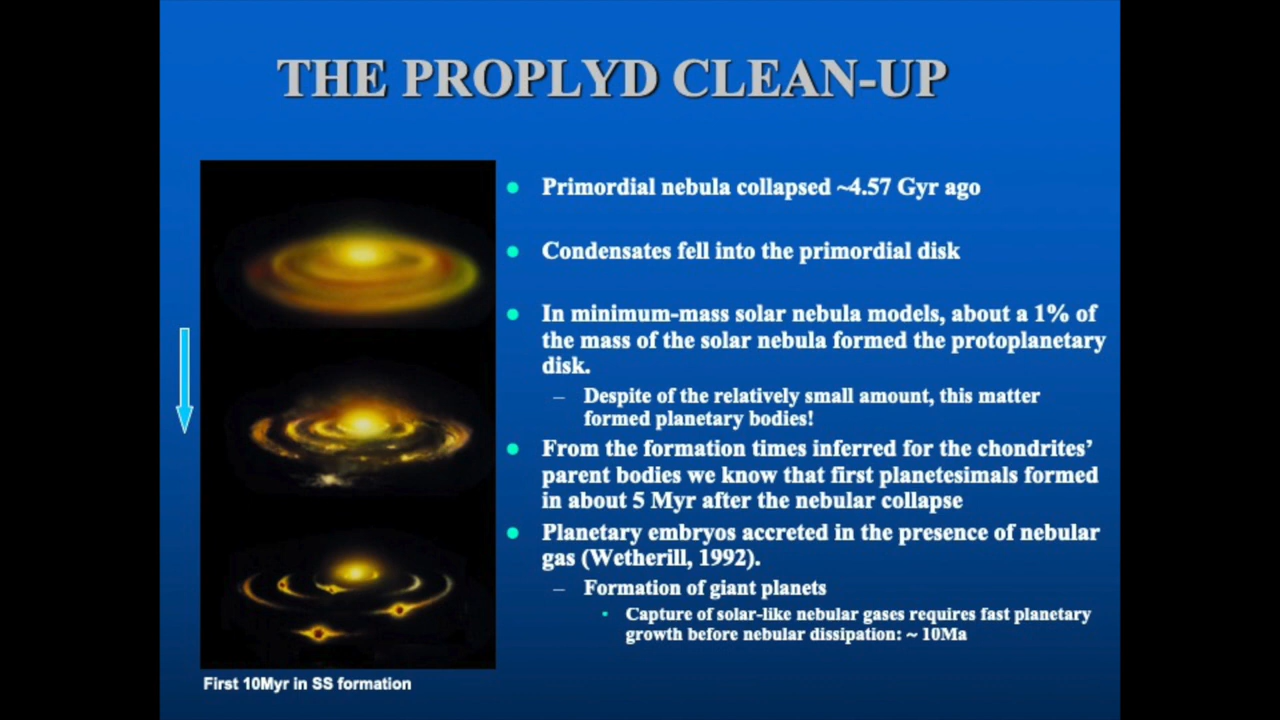 THE PROPLYD CLEAN-UP
• Primordial nebula collapsed ~4.57 Gyr ago
• Condensates fell into the primordial disk
• In minimum-mass solar nebula models, about a 1% of
the mass of the solar nebula formed the protoplanetary
disk.
– Despite of the relatively small amount, this matter
formed planetary bodies!
• From the formation times inferred for the chondrites’
parent bodies we know that first planetesimals formed
in about 5 Myr after the nebular collapse
• Planetary embryos accreted in the presence of nebular
gas (Wetherill, 1992).
– Formation of giant planets
• Capture of solar-like nebular gases requires fast planetary
growth before nebular dissipation: ~ 10Ma
First 10Myr in SS formation